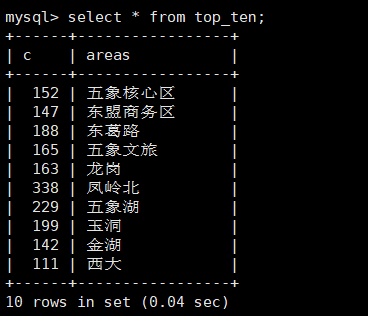 mysql> select * from top_ten;
+------+-----------------+
| c    | areas           |
+------+-----------------+
|  152 | 五象核心区      |
|  147 | 东盟商务区      |
|  188 | 东葛路          |
|  165 | 五象文旅        |
|  163 | 龙岗            |
|  338 | 凤岭北          |
|  229 | 五象湖          |
|  199 | 玉洞            |
|  142 | 金湖            |
|  111 | 西大            |
+------+-----------------+
10 rows in set (0.04 sec)